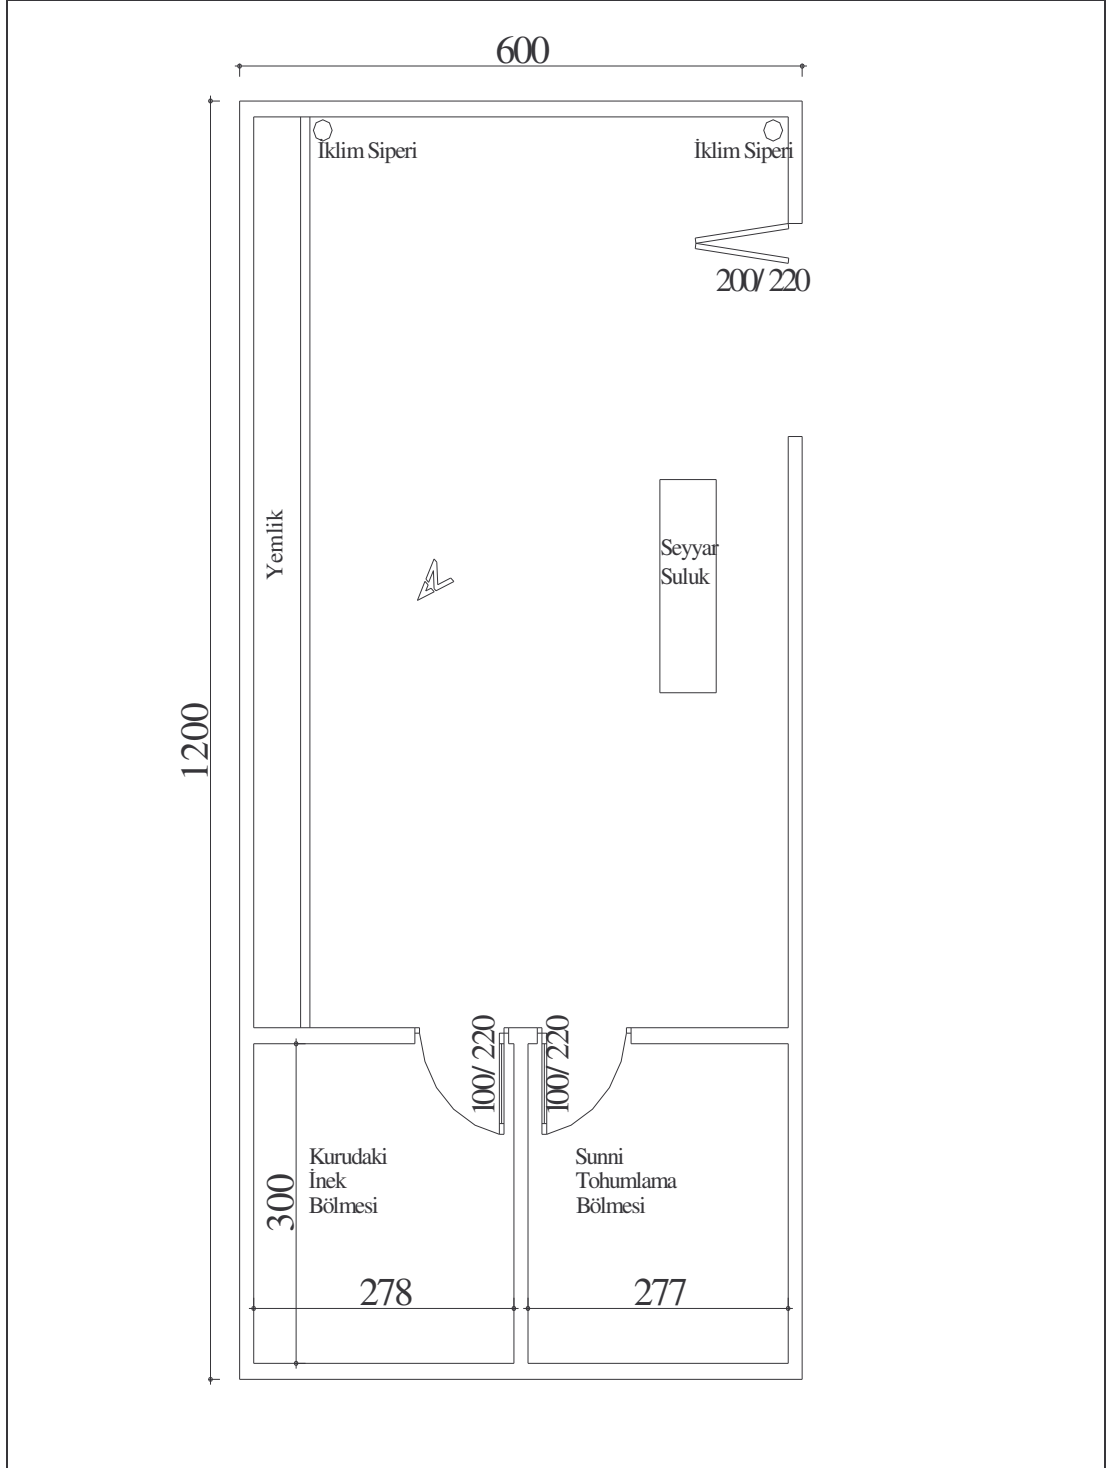 600
İklim Siperi
İklim Siperi
200/ 220
Yemlik
Seyyar
Suluk
1200
100/ 220
100/ 220
Kurudaki
İnek
Bölmesi
Sunni
Tohumlama
Bölmesi
300
278
277